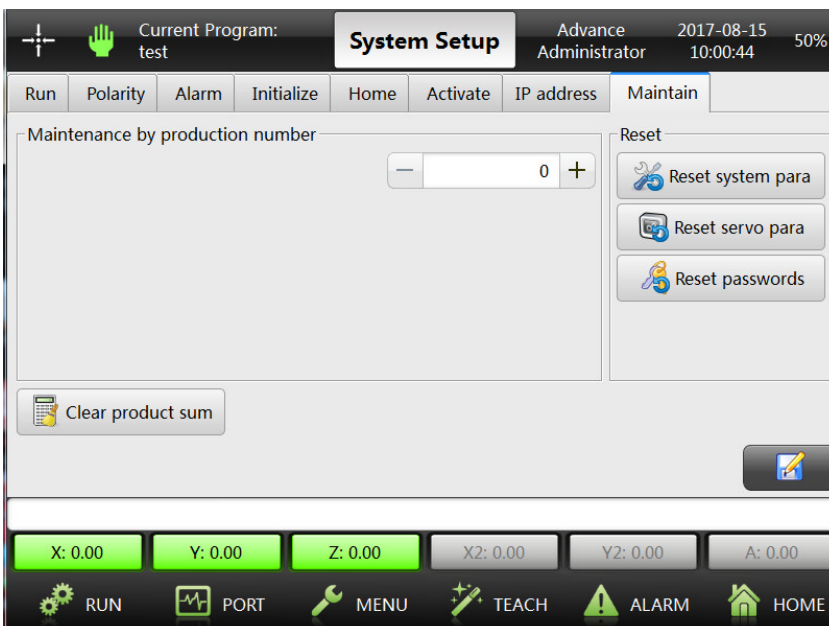 Current Program:
test
System Setup
Advance
Administrator
2017-08-15
10:00:44
50%
Run
Polarity
Alarm
Initialize
Home
Activate
IP address
Maintain
Maintenance by production number
0
Reset
Reset system para
Reset servo para
Reset passwords
Clear product sum
X: 0.00
Y: 0.00
Z: 0.00
X2: 0.00
Y2: 0.00
A: 0.00
RUN
PORT
MENU
TEACH
ALARM
HOME